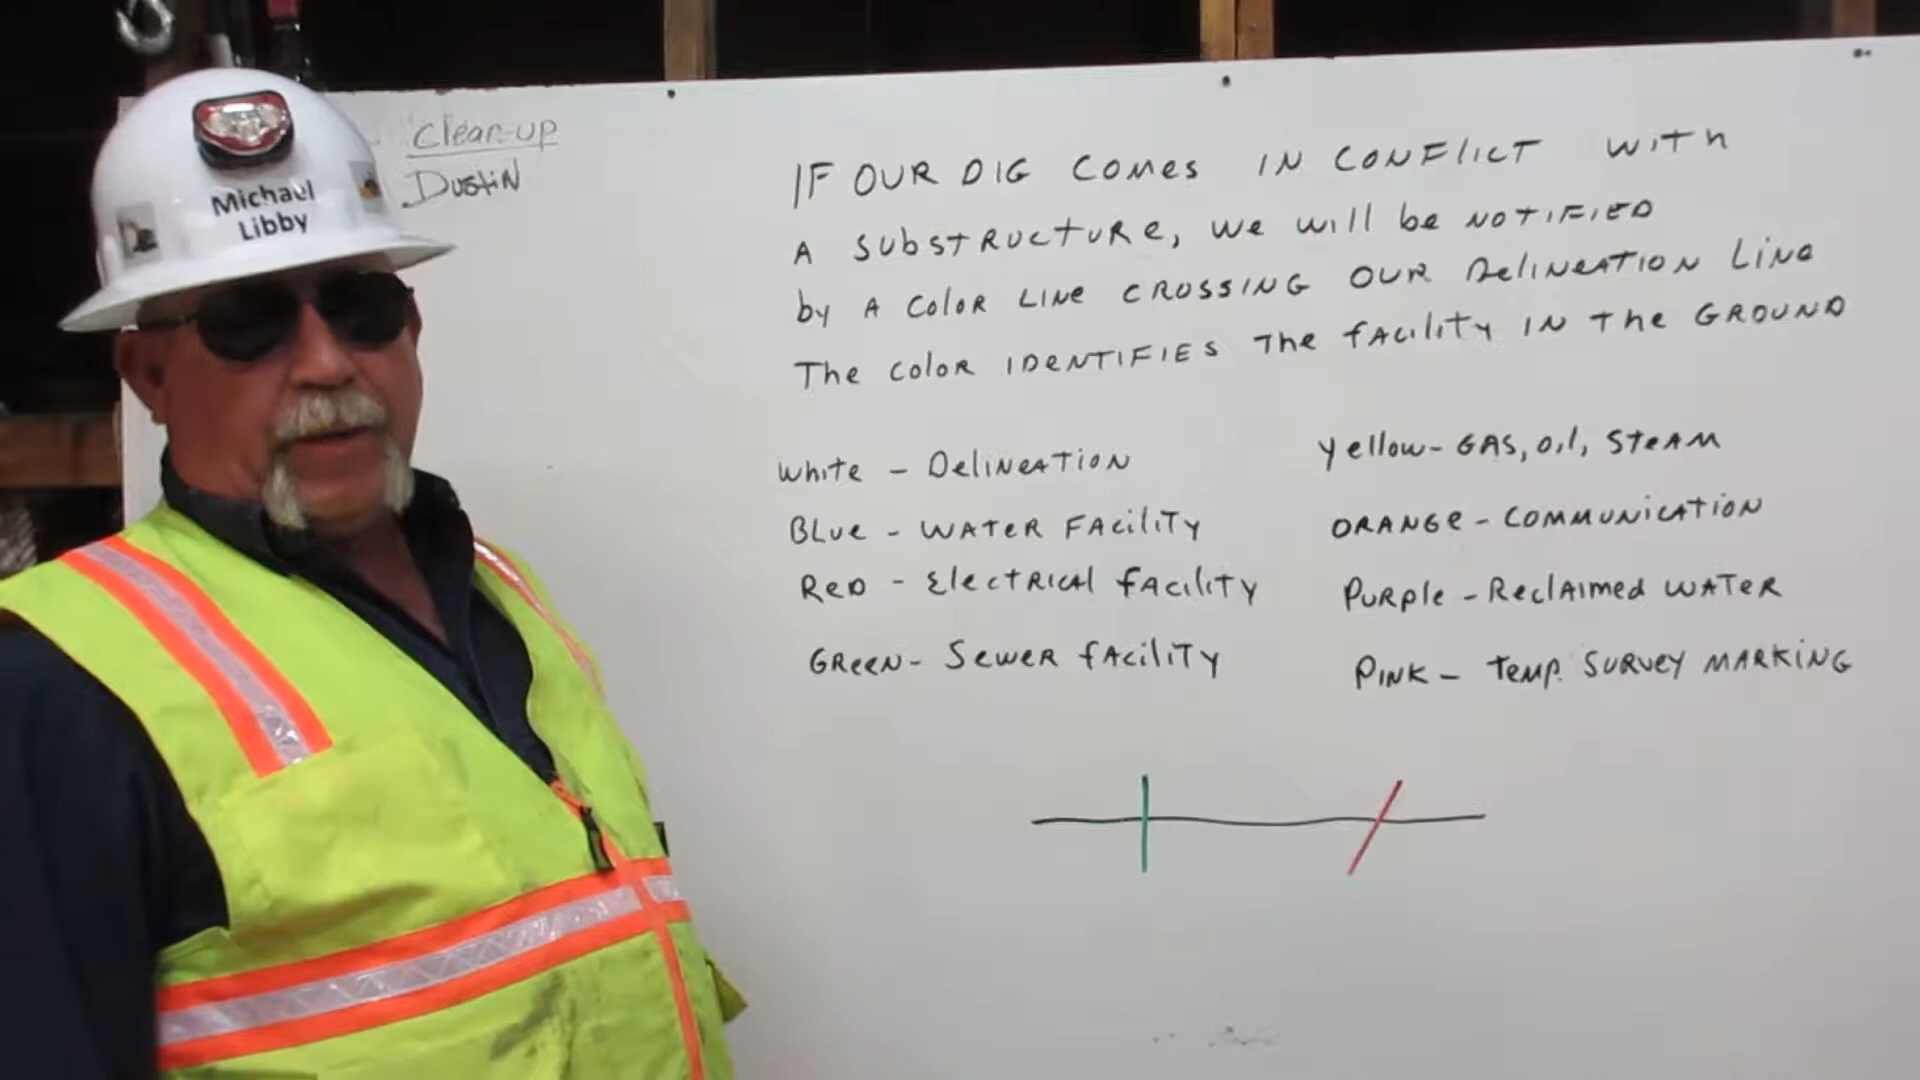 Michael
Libby
Clean-up
Dustin
IF OUR DIG COMES IN CONFLICT WITH
A SUBSTRUCTURE, WE WILL be NOTIFIED
by A COLOR LINE CROSSING OUR DELINEATION LINE
The COLOR IDENTIFIES The FACILITY IN The GROUND
White - DELINEATION
BLUE - WATER FACILITY
RED - Electrical FACILITY
GREEN - SEWER FACILITY
Yellow - GAS, OIL, STEAM
ORANGE - COMMUNICATION
PURPLE - Reclaimed WATER
PINK - TEMP. SURVEY MARKING